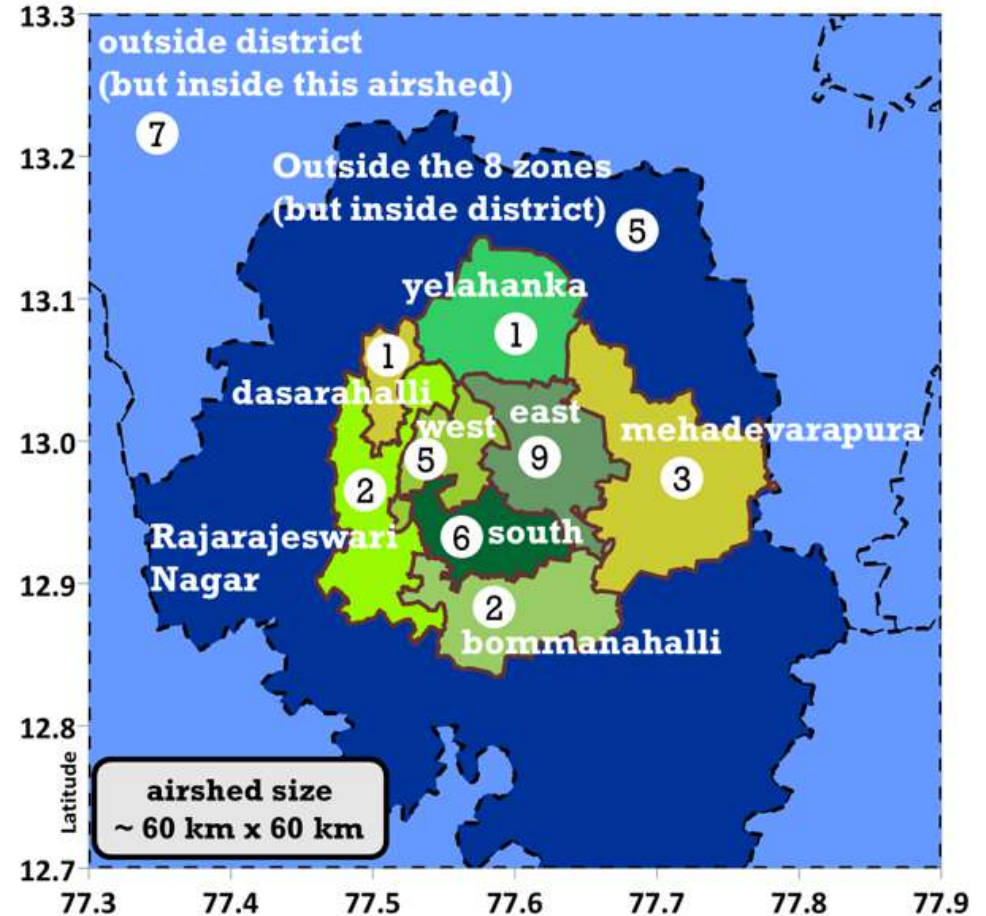 13.3
outside district
(but inside this airshed)
7
13.2
Outside the 8 zones
(but inside district)
5
13.1
yelahanka
1
1
dasarahalli
13.0
west
east
mehadevarapura
5
9
3
2
Rajarajeswari
Nagar
6
south
12.9
2
bommanahalli
12.8
Latitude
airshed size
~ 60 km x 60 km
12.7
77.3
77.4
77.5
77.6
77.7
77.8
77.9